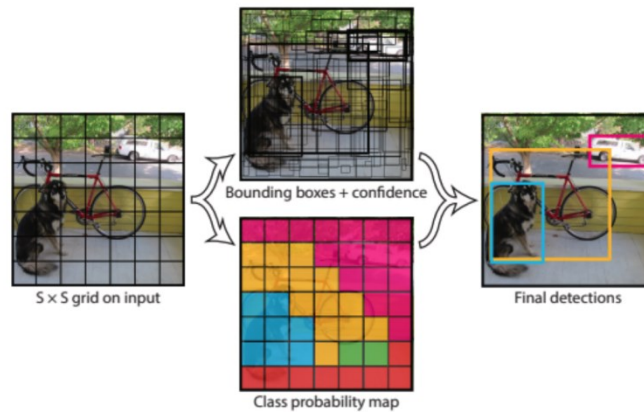 Bounding boxes + confidence
S × S grid on input
Final detections
Class probability map